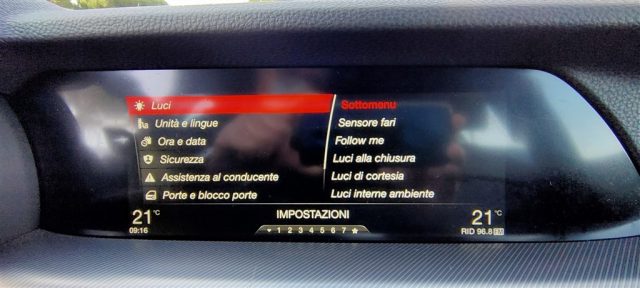 Luci
Unità e lingue
Ora e data
Sicurezza
Assistenza al conducente
Porte e blocco porte
Sottomenu
Sensore fari
Follow me
Luci alla chiusura
Luci di cortesia
Luci interne ambiente
21°C
09:16
IMPOSTAZIONI
1 2 3 4 5 6 7
21°C
RID 96.8 FM